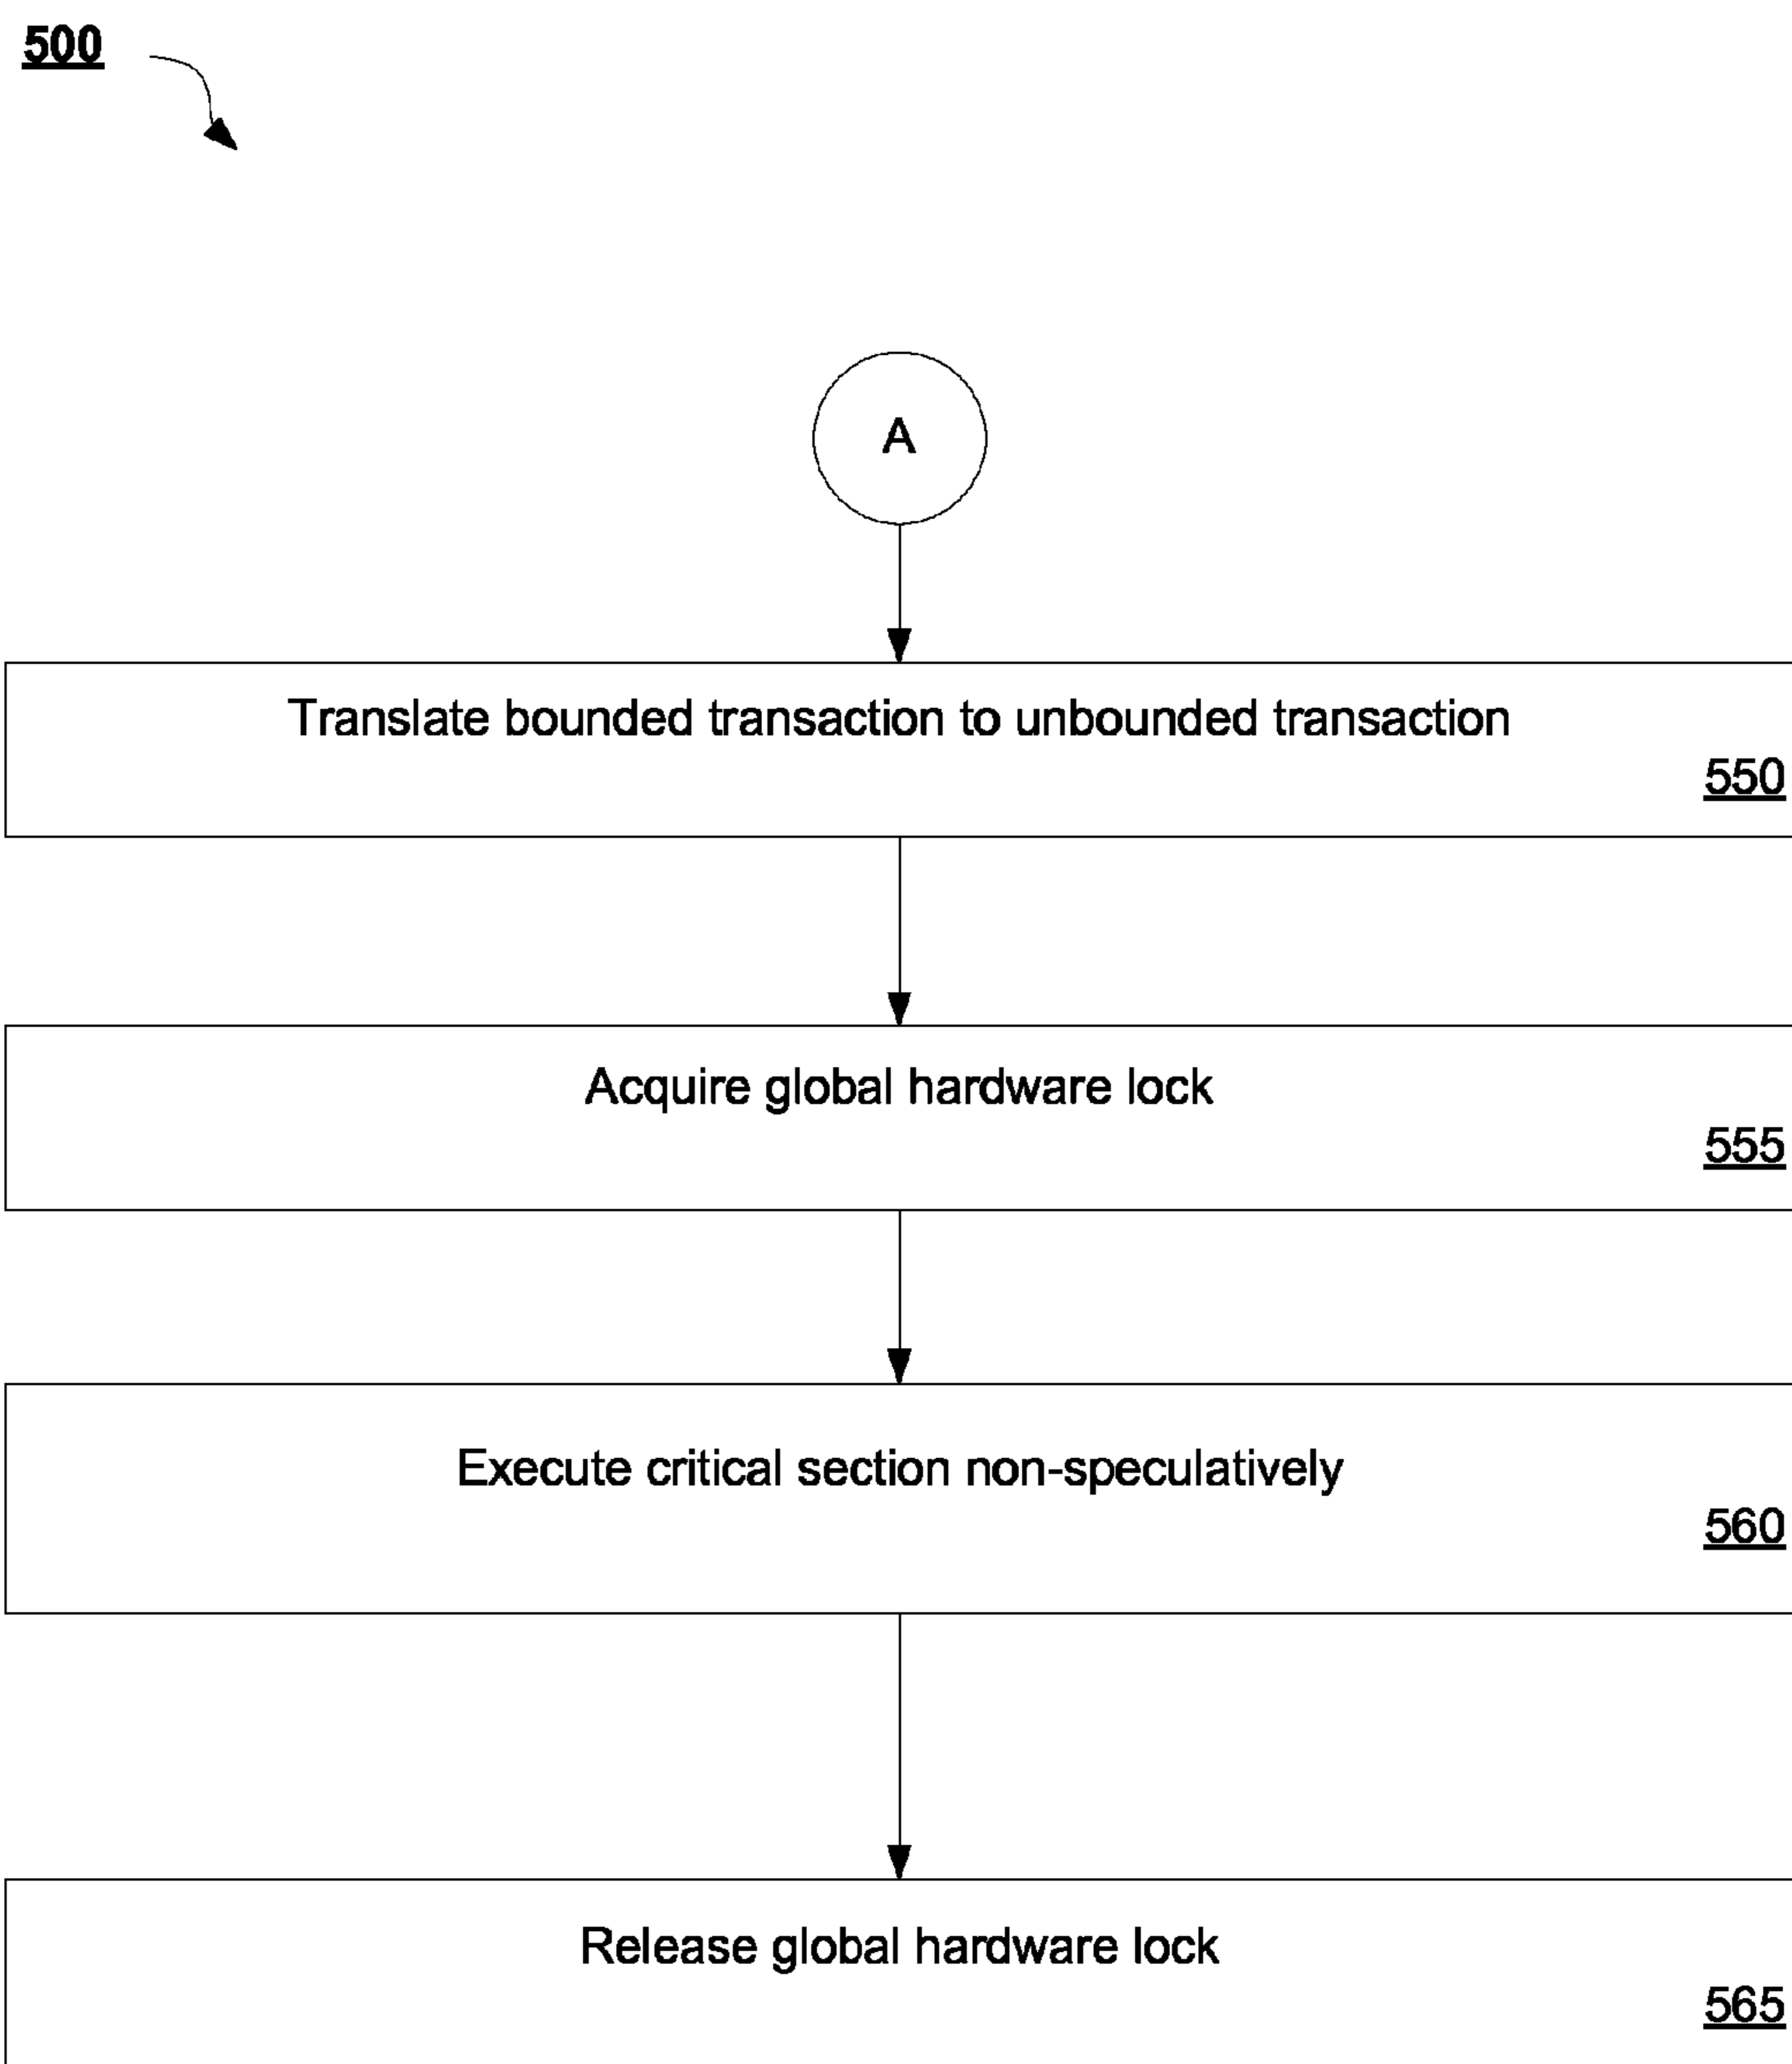 500
A
Translate bounded transaction to unbounded transaction
550
Acquire global hardware lock
555
Execute critical section non-speculatively
560
Release global hardware lock
565